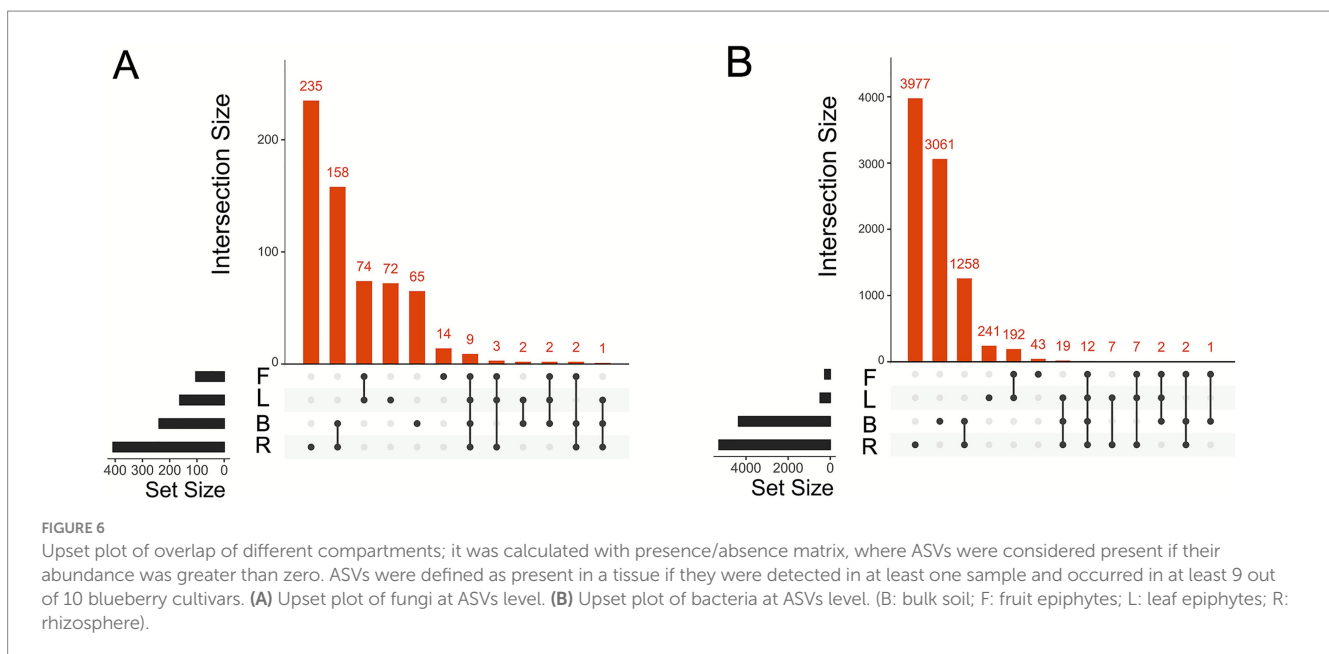 A
Intersection Size
200
100
0
235
158
74
72
65
14
9
3
2
2
2
1
F
L
B
R
400 300 200 100 0
Set Size
B
Intersection Size
4000
3000
2000
1000
0
3977
3061
1258
241
192
43
19
12
7
7
2
2
1
F
L
B
R
4000 2000 0
Set Size
FIGURE 6
Upset plot of overlap of different compartments; it was calculated with presence/absence matrix, where ASVs were considered present if their
abundance was greater than zero. ASVs were defined as present in a tissue if they were detected in at least one sample and occurred in at least 9 out
of 10 blueberry cultivars. (A) Upset plot of fungi at ASVs level. (B) Upset plot of bacteria at ASVs level. (B: bulk soil; F: fruit epiphytes; L: leaf epiphytes; R:
rhizosphere).